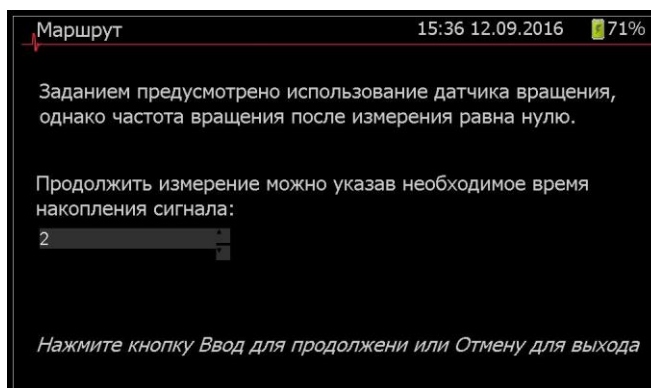 Маршрут 15:36 12.09.2016 71%
Заданием предусмотрено использование датчика вращения,
однако частота вращения после измерения равна нулю.
Продолжить измерение можно указав необходимое время
накопления сигнала:
2
Нажмите кнопку Ввод для продолжени или Отмену для выхода